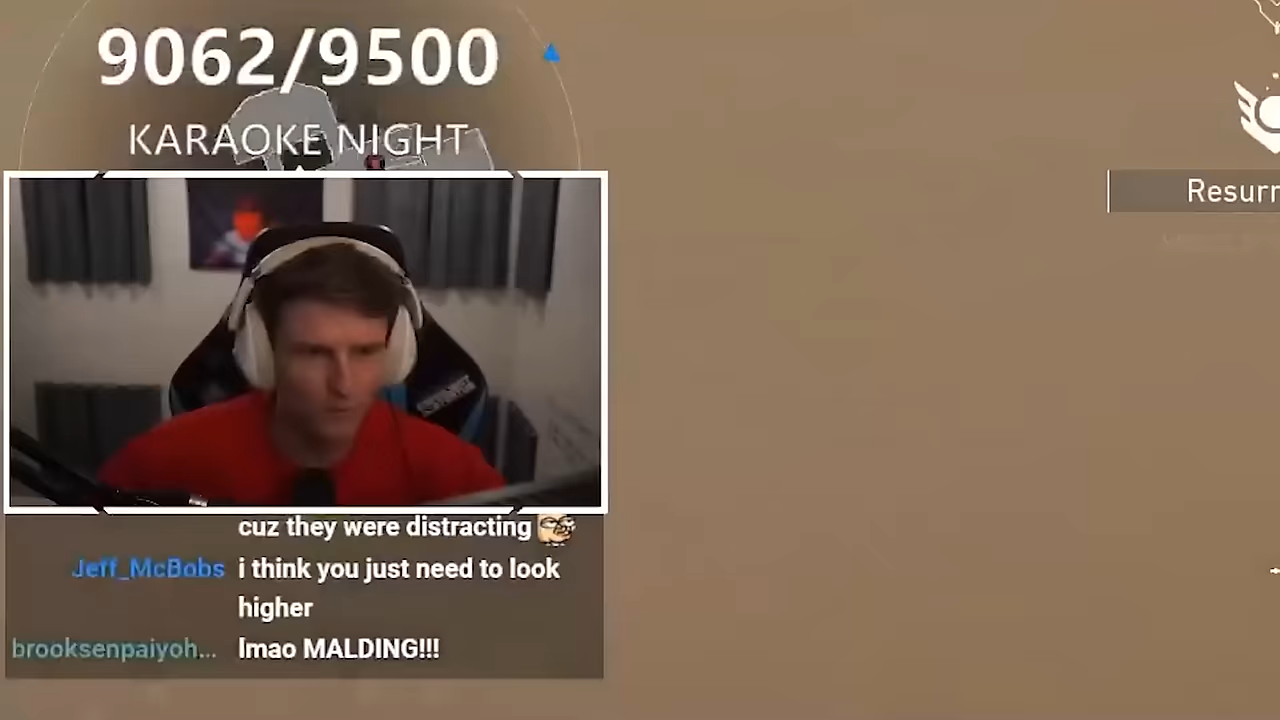 9062/9500
KARAOKE NIGHT
Resurr
cuz they were distracting
Jeff_McBobs i think you just need to look
higher
brooksenpaiyoh... lmao MALDING!!!